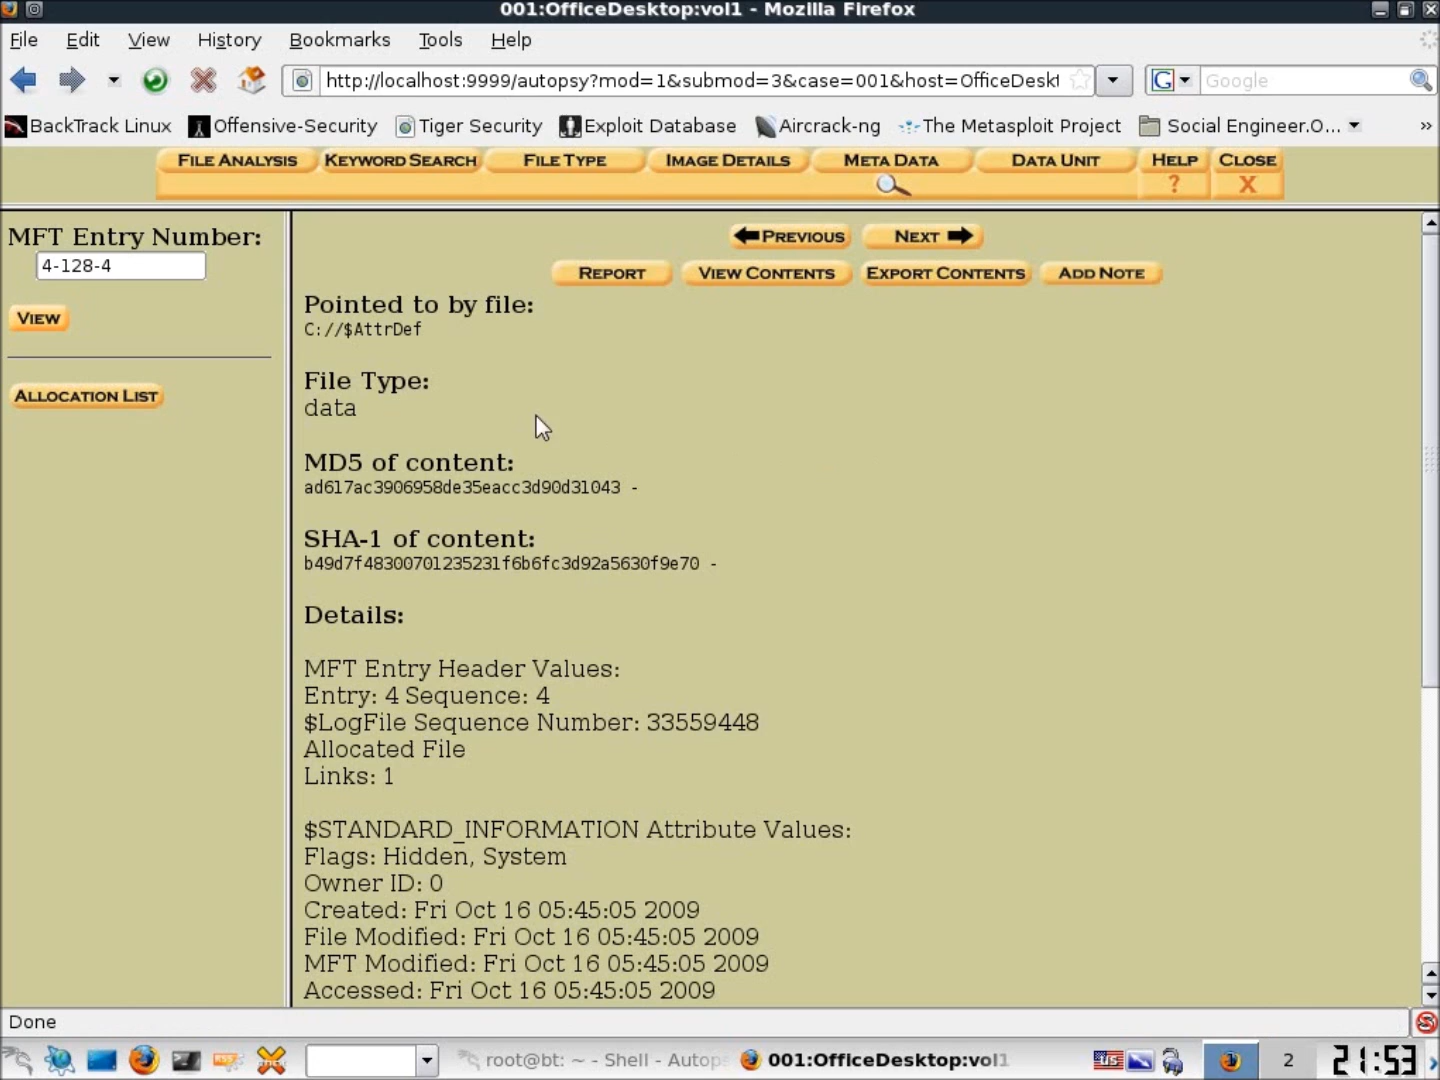 001:OfficeDesktop:vol1 - Mozilla Firefox
File Edit View History Bookmarks Tools Help
http://localhost:9999/autopsy?mod=1&submod=3&case=001&host=OfficeDeskt
Google
BackTrack Linux Offensive-Security Tiger Security Exploit Database Aircrack-ng The Metasploit Project Social Engineer.O... »
FILE ANALYSIS KEYWORD SEARCH FILE TYPE IMAGE DETAILS META DATA DATA UNIT HELP CLOSE
? X
MFT Entry Number:
4-128-4
VIEW
ALLOCATION LIST
PREVIOUS NEXT
REPORT VIEW CONTENTS EXPORT CONTENTS ADD NOTE
Pointed to by file:
C://$AttrDef
File Type:
data
MD5 of content:
ad617ac3906958de35eacc3d90d31043 -
SHA-1 of content:
b49d7f48300701235231f6b6fc3d92a5630f9e70 -
Details:
MFT Entry Header Values:
Entry: 4 Sequence: 4
$LogFile Sequence Number: 33559448
Allocated File
Links: 1
$STANDARD_INFORMATION Attribute Values:
Flags: Hidden, System
Owner ID: 0
Created: Fri Oct 16 05:45:05 2009
File Modified: Fri Oct 16 05:45:05 2009
MFT Modified: Fri Oct 16 05:45:05 2009
Accessed: Fri Oct 16 05:45:05 2009
Done
root@bt: ~ - Shell - Autops 001:OfficeDesktop:vol1 US 2 21:53